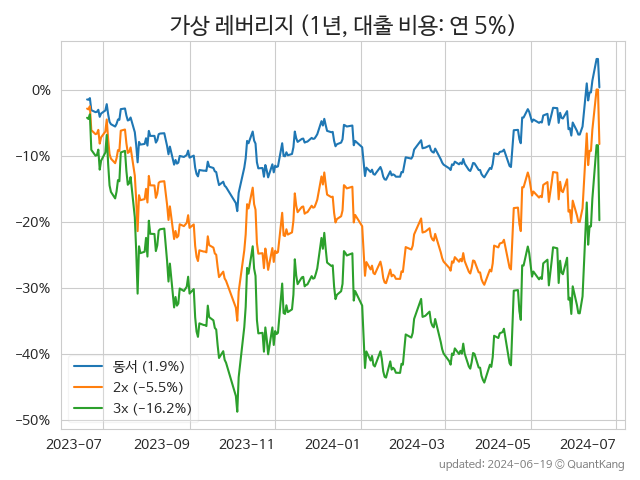 가상 레버리지 (1년, 대출 비용: 연 5%)
0%
−10%
−20%
−30%
−40%
−50%
동서 (1.9%)
2x (−5.5%)
3x (−16.2%)
2023-07 2023-09 2023-11 2024-01 2024-03 2024-05 2024-07
updated: 2024-06-19 © QuantKang